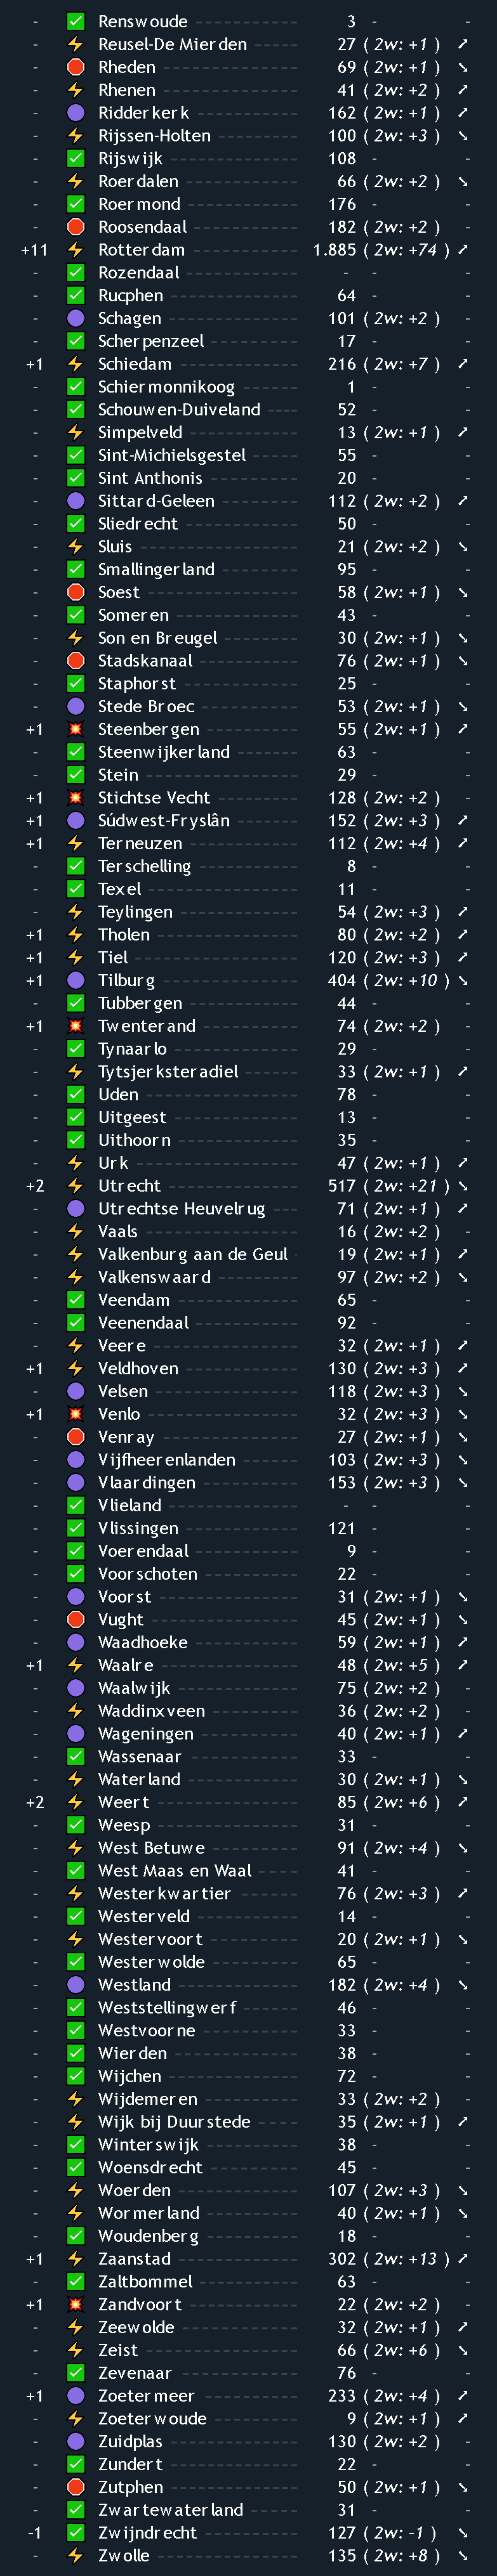 - Renswoude 3 - -
- Reusel-De Mierden 27 ( 2w: +1 ) ➚
- Rheden 69 ( 2w: +1 ) ➘
- Rhenen 41 ( 2w: +2 ) ➚
- Ridderkerk 162 ( 2w: +1 ) ➚
- Rijssen-Holten 100 ( 2w: +3 ) ➘
- Rijswijk 108 - -
- Roerdalen 66 ( 2w: +2 ) ➘
- Roermond 176 - -
- Roosendaal 182 ( 2w: +2 ) -
+11 Rotterdam 1.885 ( 2w: +74 ) ➚
- Rozendaal - - -
- Rucphen 64 - -
- Schagen 101 ( 2w: +2 ) -
- Scherpenzeel 17 - -
+1 Schiedam 216 ( 2w: +7 ) ➚
- Schiermonnikoog 1 - -
- Schouwen-Duiveland 52 - -
- Simpelveld 13 ( 2w: +1 ) ➚
- Sint-Michielsgestel 55 - -
- Sint Anthonis 20 - -
- Sittard-Geleen 112 ( 2w: +2 ) ➚
- Sliedrecht 50 - -
- Sluis 21 ( 2w: +2 ) ➘
- Smallingerland 95 - -
- Soest 58 ( 2w: +1 ) ➘
- Someren 43 - -
- Son en Breugel 30 ( 2w: +1 ) ➘
- Stadskanaal 76 ( 2w: +1 ) ➘
- Staphorst 25 - -
- Stede Broec 53 ( 2w: +1 ) ➘
+1 Steenbergen 55 ( 2w: +1 ) ➚
- Steenwijkerland 63 - -
- Stein 29 - -
+1 Stichtse Vecht 128 ( 2w: +2 ) -
+1 Súdwest-Fryslân 152 ( 2w: +3 ) ➚
+1 Terneuzen 112 ( 2w: +4 ) ➚
- Terschelling 8 - -
- Texel 11 - -
- Teylingen 54 ( 2w: +3 ) ➚
+1 Tholen 80 ( 2w: +2 ) ➚
+1 Tiel 120 ( 2w: +3 ) ➚
+1 Tilburg 404 ( 2w: +10 ) ➘
- Tubbergen 44 - -
+1 Twenterand 74 ( 2w: +2 ) -
- Tynaarlo 29 - -
- Tytsjerksteradiel 33 ( 2w: +1 ) ➚
- Uden 78 - -
- Uitgeest 13 - -
- Uithoorn 35 - -
- Urk 47 ( 2w: +1 ) ➚
+2 Utrecht 517 ( 2w: +21 ) ➘
- Utrechtse Heuvelrug 71 ( 2w: +1 ) ➚
- Vaals 16 ( 2w: +2 ) -
- Valkenburg aan de Geul 19 ( 2w: +1 ) ➚
- Valkenswaard 97 ( 2w: +2 ) ➘
- Veendam 65 - -
- Veenendaal 92 - -
- Veere 32 ( 2w: +1 ) ➚
+1 Veldhoven 130 ( 2w: +3 ) ➚
- Velsen 118 ( 2w: +3 ) ➘
+1 Venlo 32 ( 2w: +3 ) ➘
- Venray 27 ( 2w: +1 ) ➘
- Vijfheerenlanden 103 ( 2w: +3 ) ➘
- Vlaardingen 153 ( 2w: +3 ) ➘
- Vlieland - - -
- Vlissingen 121 - -
- Voerendaal 9 - -
- Voorschoten 22 - -
- Voorst 31 ( 2w: +1 ) ➘
- Vught 45 ( 2w: +1 ) ➘
- Waadhoeke 59 ( 2w: +1 ) ➚
+1 Waalre 48 ( 2w: +5 ) ➚
- Waalwijk 75 ( 2w: +2 ) -
- Waddinxveen 36 ( 2w: +2 ) -
- Wageningen 40 ( 2w: +1 ) ➚
- Wassenaar 33 - -
- Waterland 30 ( 2w: +1 ) ➘
+2 Weert 85 ( 2w: +6 ) ➚
- Weesp 31 - -
- West Betuwe 91 ( 2w: +4 ) ➘
- West Maas en Waal 41 - -
- Westerkwartier 76 ( 2w: +3 ) ➚
- Westerveld 14 - -
- Westervoort 20 ( 2w: +1 ) ➘
- Westerwolde 65 - -
- Westland 182 ( 2w: +4 ) ➘
- Weststellingwerf 46 - -
- Westvoorne 33 - -
- Wierden 38 - -
- Wijchen 72 - -
- Wijdemeren 33 ( 2w: +2 ) -
- Wijk bij Duurstede 35 ( 2w: +1 ) ➚
- Winterswijk 38 - -
- Woensdrecht 45 - -
- Woerden 107 ( 2w: +3 ) ➘
- Wormerland 40 ( 2w: +1 ) ➘
- Woudenberg 18 - -
+1 Zaanstad 302 ( 2w: +13 ) ➚
- Zaltbommel 63 - -
+1 Zandvoort 22 ( 2w: +2 ) -
- Zeewolde 32 ( 2w: +1 ) ➚
- Zeist 66 ( 2w: +6 ) ➘
- Zevenaar 76 - -
+1 Zoetermeer 233 ( 2w: +4 ) ➚
- Zoeterwoude 9 ( 2w: +1 ) ➚
- Zuidplas 130 ( 2w: +2 ) -
- Zundert 22 - -
- Zutphen 50 ( 2w: +1 ) ➘
- Zwartewaterland 31 - -
-1 Zwijndrecht 127 ( 2w: -1 ) ➘
- Zwolle 135 ( 2w: +8 ) ➘